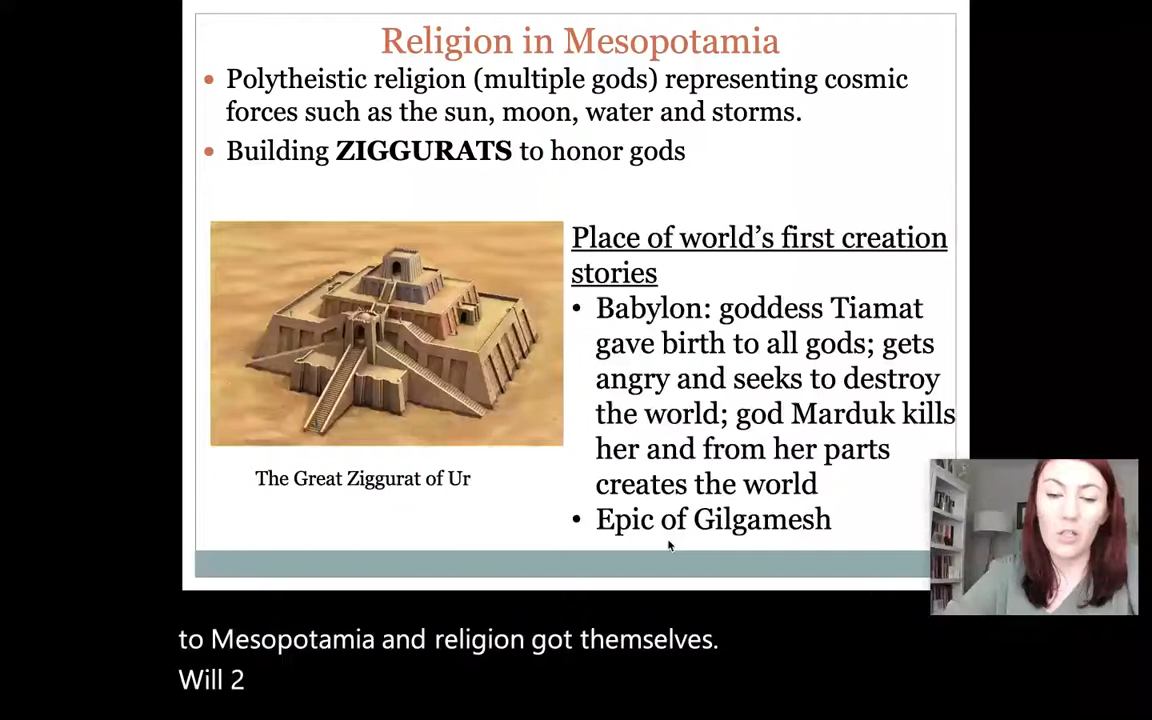 Religion in Mesopotamia
• Polytheistic religion (multiple gods) representing cosmic
forces such as the sun, moon, water and storms.
• Building ZIGGURATS to honor gods
Place of world’s first creation
stories
• Babylon: goddess Tiamat
gave birth to all gods; gets
angry and seeks to destroy
the world; god Marduk kills
her and from her parts
creates the world
• Epic of Gilgamesh
The Great Ziggurat of Ur
to Mesopotamia and religion got themselves.
Will 2